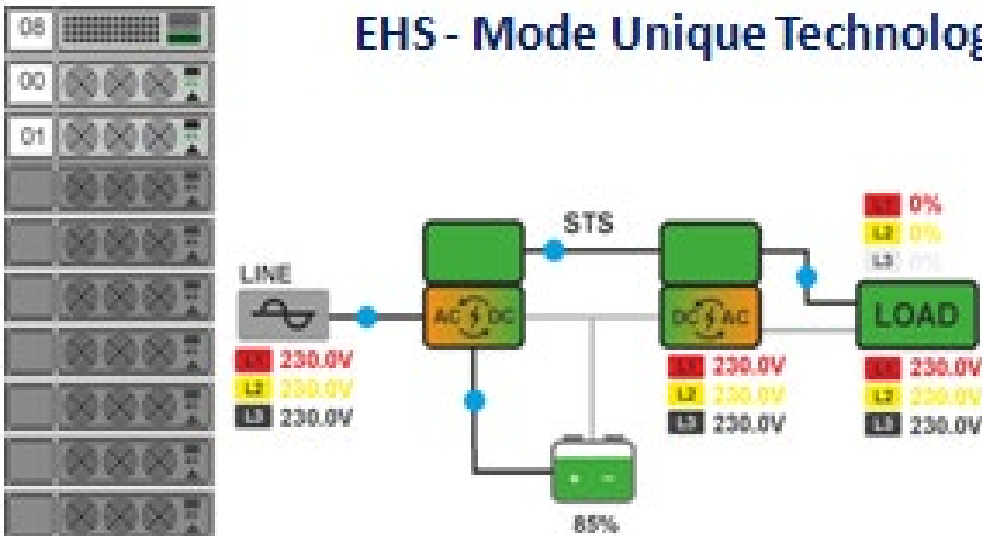 EHS - Mode Unique Technolog
08
00
01
STS
LINE
AC DC
DC AC
LOAD
L1 0%
L2 0%
L3 0%
L1 230.0V
L2 230.0V
L3 230.0V
L1 230.0V
L2 230.0V
L3 230.0V
L1 230.0V
L2 230.0V
L3 230.0V
+ -
85%